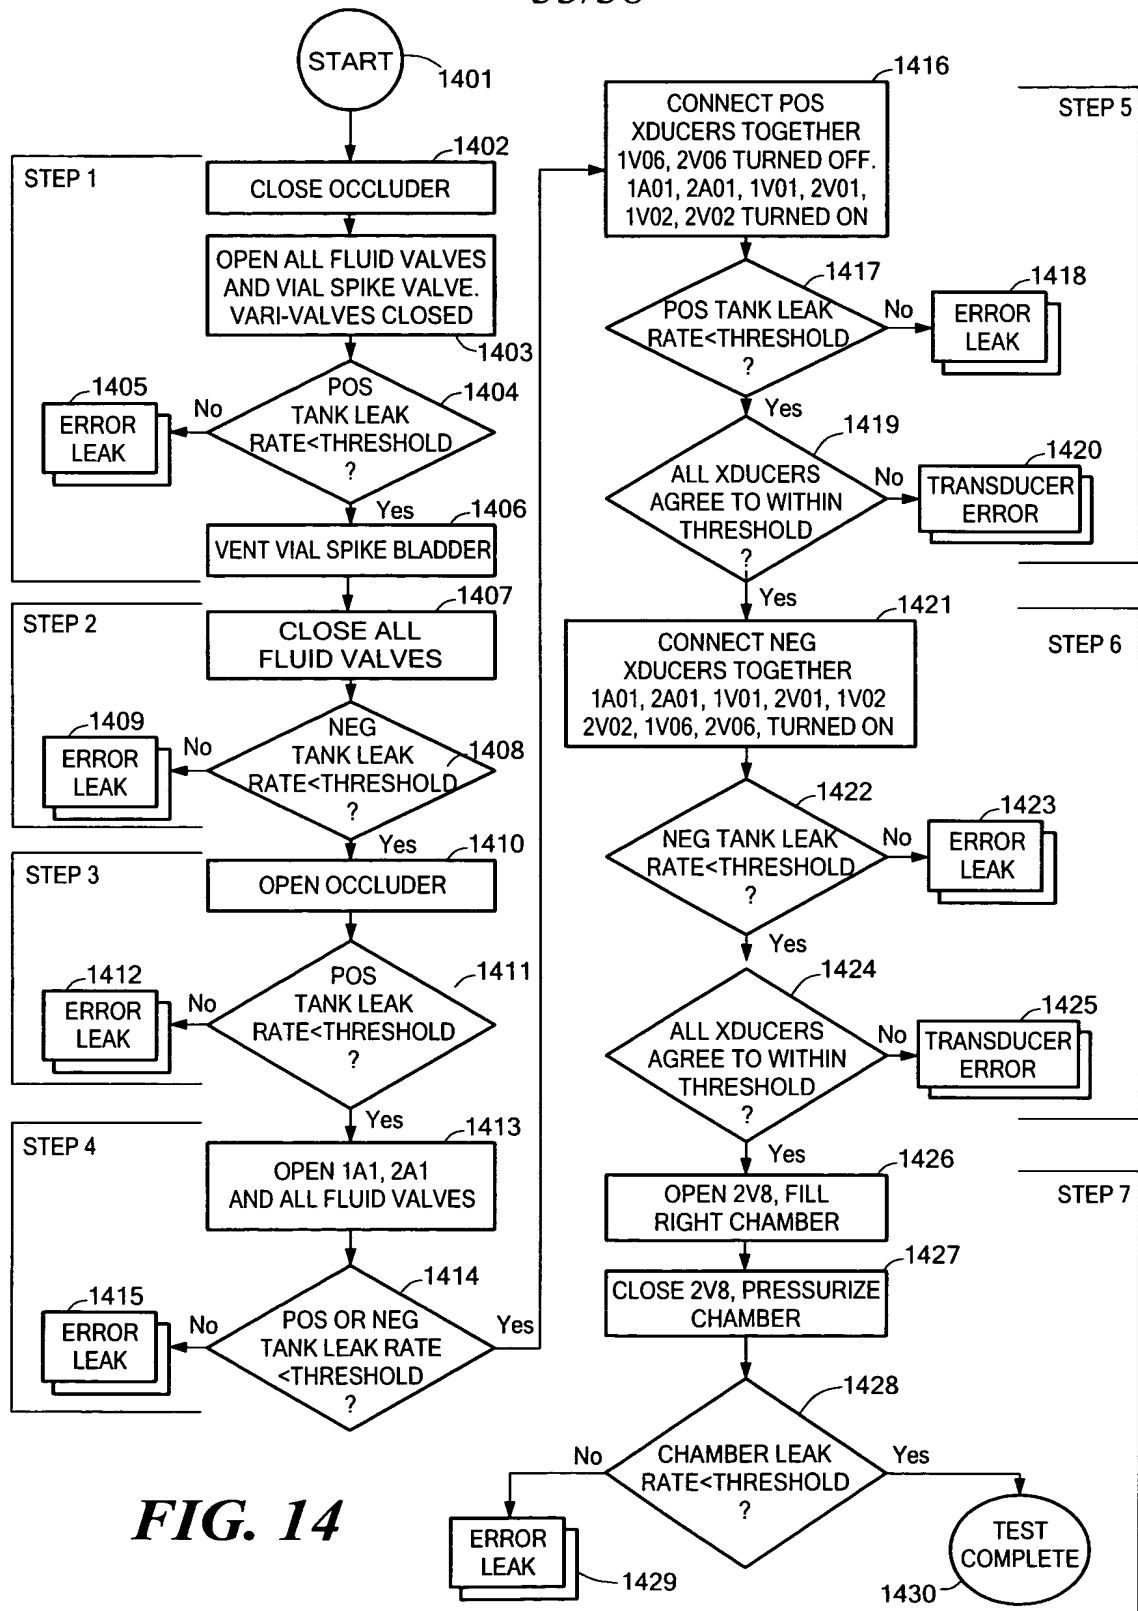 START
1401
STEP 1
1402
CLOSE OCCLUDER
OPEN ALL FLUID VALVES
AND VIAL SPIKE VALVE.
VARI-VALVES CLOSED
1403
POS
TANK LEAK
RATE<THRESHOLD
?
1404
No
1405
ERROR
LEAK
Yes
1406
VENT VIAL SPIKE BLADDER
STEP 2
1407
CLOSE ALL
FLUID VALVES
NEG
TANK LEAK
RATE<THRESHOLD
?
1408
No
1409
ERROR
LEAK
Yes
STEP 3
1410
OPEN OCCLUDER
POS
TANK LEAK
RATE<THRESHOLD
?
1411
No
1412
ERROR
LEAK
Yes
STEP 4
1413
OPEN 1A1, 2A1
AND ALL FLUID VALVES
1414
POS OR NEG
TANK LEAK RATE
<THRESHOLD
?
No
1415
ERROR
LEAK
Yes
STEP 5
1416
CONNECT POS
XDUCERS TOGETHER
1V06, 2V06 TURNED OFF.
1A01, 2A01, 1V01, 2V01,
1V02, 2V02 TURNED ON
1417
POS TANK LEAK
RATE<THRESHOLD
?
No
1418
ERROR
LEAK
Yes
1419
ALL XDUCERS
AGREE TO WITHIN
THRESHOLD
?
No
1420
TRANSDUCER
ERROR
Yes
STEP 6
1421
CONNECT NEG
XDUCERS TOGETHER
1A01, 2A01, 1V01, 2V01, 1V02
2V02, 1V06, 2V06, TURNED ON
1422
NEG TANK LEAK
RATE<THRESHOLD
?
No
1423
ERROR
LEAK
Yes
1424
ALL XDUCERS
AGREE TO WITHIN
THRESHOLD
?
No
1425
TRANSDUCER
ERROR
Yes
STEP 7
1426
OPEN 2V8, FILL
RIGHT CHAMBER
1427
CLOSE 2V8, PRESSURIZE
CHAMBER
1428
CHAMBER LEAK
RATE<THRESHOLD
?
No
ERROR
LEAK
1429
Yes
TEST
COMPLETE
1430
FIG. 14